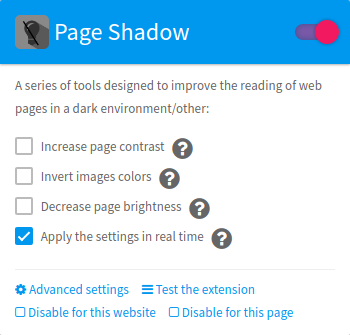 Page Shadow
A series of tools designed to improve the reading of web
pages in a dark environment/other:
Increase page contrast ?
Invert images colors ?
Decrease page brightness ?
Apply the settings in real time ?
Advanced settings Test the extension
Disable for this website Disable for this page